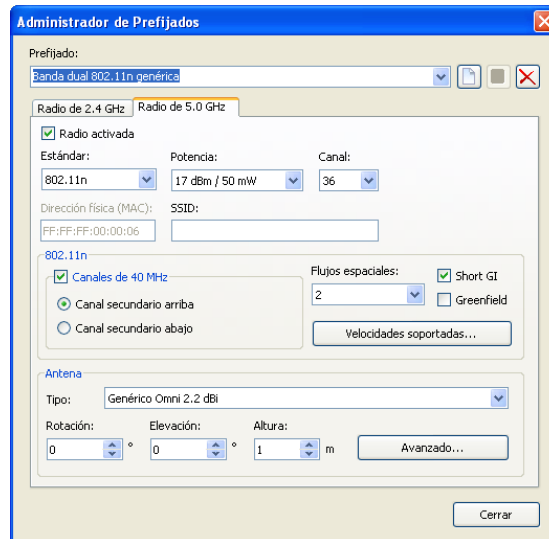 Administrador de Prefijados
Prefijado:
Banda dual 802.11n genérica
Radio de 2.4 GHz Radio de 5.0 GHz
Radio activada
Estándar: Potencia: Canal:
802.11n 17 dBm / 50 mW 36
Dirección física (MAC): SSID:
FF:FF:FF:00:00:06
802.11n
Canales de 40 MHz Flujos espaciales: Short GI
Canal secundario arriba 2 Greenfield
Canal secundario abajo Velocidades soportadas...
Antena
Tipo: Genérico Omni 2.2 dBi
Rotación: Elevación: Altura:
0 ° 0 ° 1 m Avanzado...
Cerrar